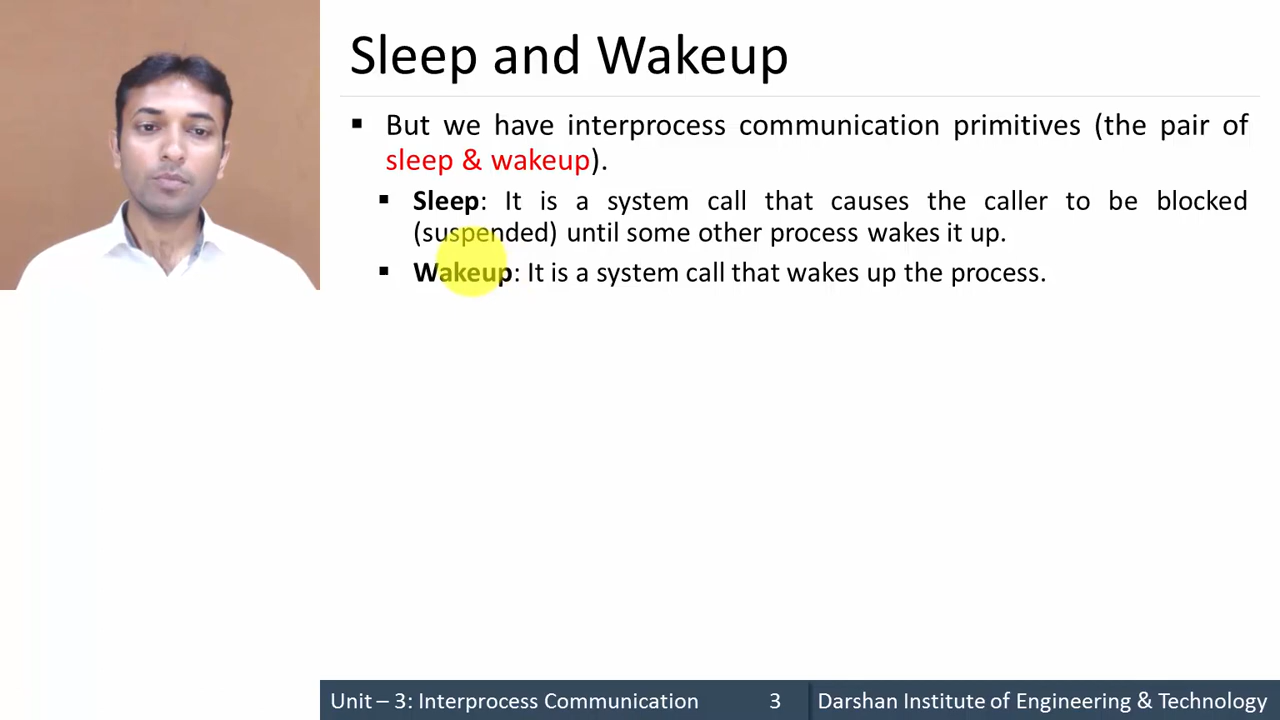 Sleep and Wakeup
▪ But we have interprocess communication primitives (the pair of
sleep & wakeup).
▪ Sleep: It is a system call that causes the caller to be blocked
(suspended) until some other process wakes it up.
▪ Wakeup: It is a system call that wakes up the process.
Unit – 3: Interprocess Communication 3 Darshan Institute of Engineering & Technology